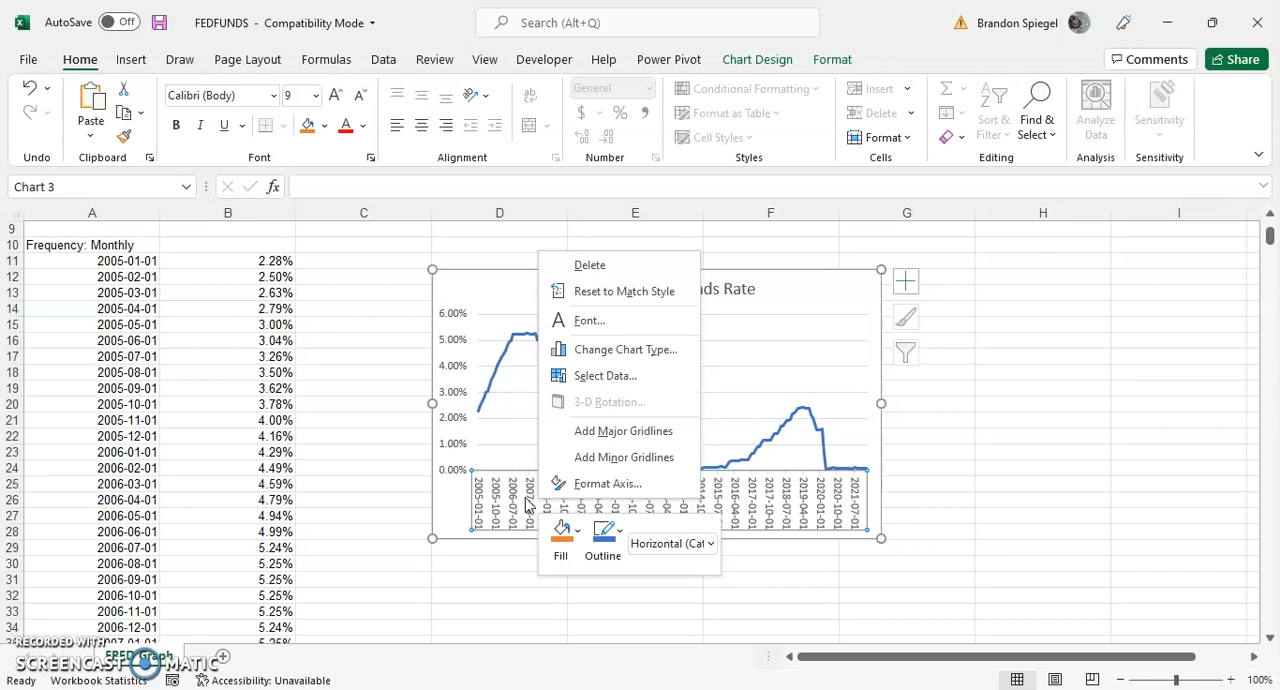 AutoSave Off FEDFUNDS - Compatibility Mode Search (Alt+Q) Brandon Spiegel
File Home Insert Draw Page Layout Formulas Data Review View Developer Help Power Pivot Chart Design Format Comments Share
Calibri (Body) 9 General Conditional Formatting Insert
Paste Format as Table Delete Sort & Find & Analyze Sensitivity
B I U $ % Cell Styles Format Filter Select Data
Undo Clipboard Font Alignment Number Styles Cells Editing Analysis Sensitivity
Chart 3 fx
A B C D E F G H I
9
10 Frequency: Monthly
11 2005-01-01 2.28%
12 2005-02-01 2.50%
13 2005-03-01 2.63%
14 2005-04-01 2.79%
15 2005-05-01 3.00%
16 2005-06-01 3.04%
17 2005-07-01 3.26%
18 2005-08-01 3.50%
19 2005-09-01 3.62%
20 2005-10-01 3.78%
21 2005-11-01 4.00%
22 2005-12-01 4.16%
23 2006-01-01 4.29%
24 2006-02-01 4.49%
25 2006-03-01 4.59%
26 2006-04-01 4.79%
27 2006-05-01 4.94%
28 2006-06-01 4.99%
29 2006-07-01 5.24%
30 2006-08-01 5.25%
31 2006-09-01 5.25%
32 2006-10-01 5.25%
33 2006-11-01 5.25%
34 2006-12-01 5.24%
nds Rate
6.00%
5.00%
4.00%
3.00%
2.00%
1.00%
0.00%
2005-01-01
2005-10-01
2006-07-01
2015-07-01
2016-04-01
2017-01-01
2017-10-01
2018-07-01
2019-04-01
2020-01-01
2020-10-01
2021-07-01
Delete
Reset to Match Style
Font...
Change Chart Type...
Select Data...
3-D Rotation...
Add Major Gridlines
Add Minor Gridlines
Format Axis...
Fill Outline Horizontal (Cat
RECORDED WITH
SCREENCAST MATIC
FRED Graph
Ready Workbook Statistics Accessibility: Unavailable 100%